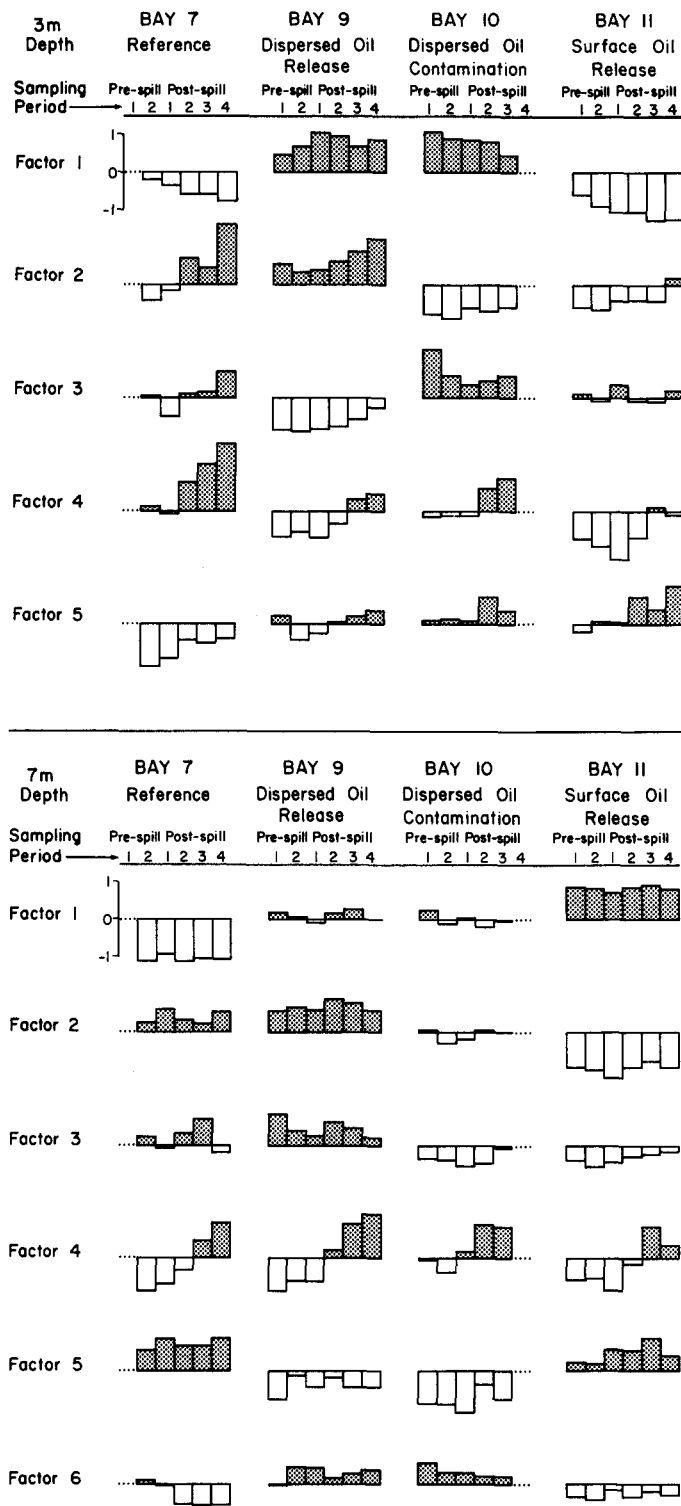 3m Depth
BAY 7 Reference
BAY 9 Dispersed Oil Release
BAY 10 Dispersed Oil Contamination
BAY 11 Surface Oil Release
Sampling Period
Pre-spill Post-spill
1 2 1 2 3 4
Pre-spill Post-spill
1 2 1 2 3 4
Pre-spill Post-spill
1 2 1 2 3 4
Pre-spill Post-spill
1 2 1 2 3 4
Factor 1
1
0
-1
Factor 2
Factor 3
Factor 4
Factor 5
7m Depth
BAY 7 Reference
BAY 9 Dispersed Oil Release
BAY 10 Dispersed Oil Contamination
BAY 11 Surface Oil Release
Sampling Period
Pre-spill Post-spill
1 2 1 2 3 4
Pre-spill Post-spill
1 2 1 2 3 4
Pre-spill Post-spill
1 2 1 2 3 4
Pre-spill Post-spill
1 2 1 2 3 4
Factor 1
1
0
-1
Factor 2
Factor 3
Factor 4
Factor 5
Factor 6